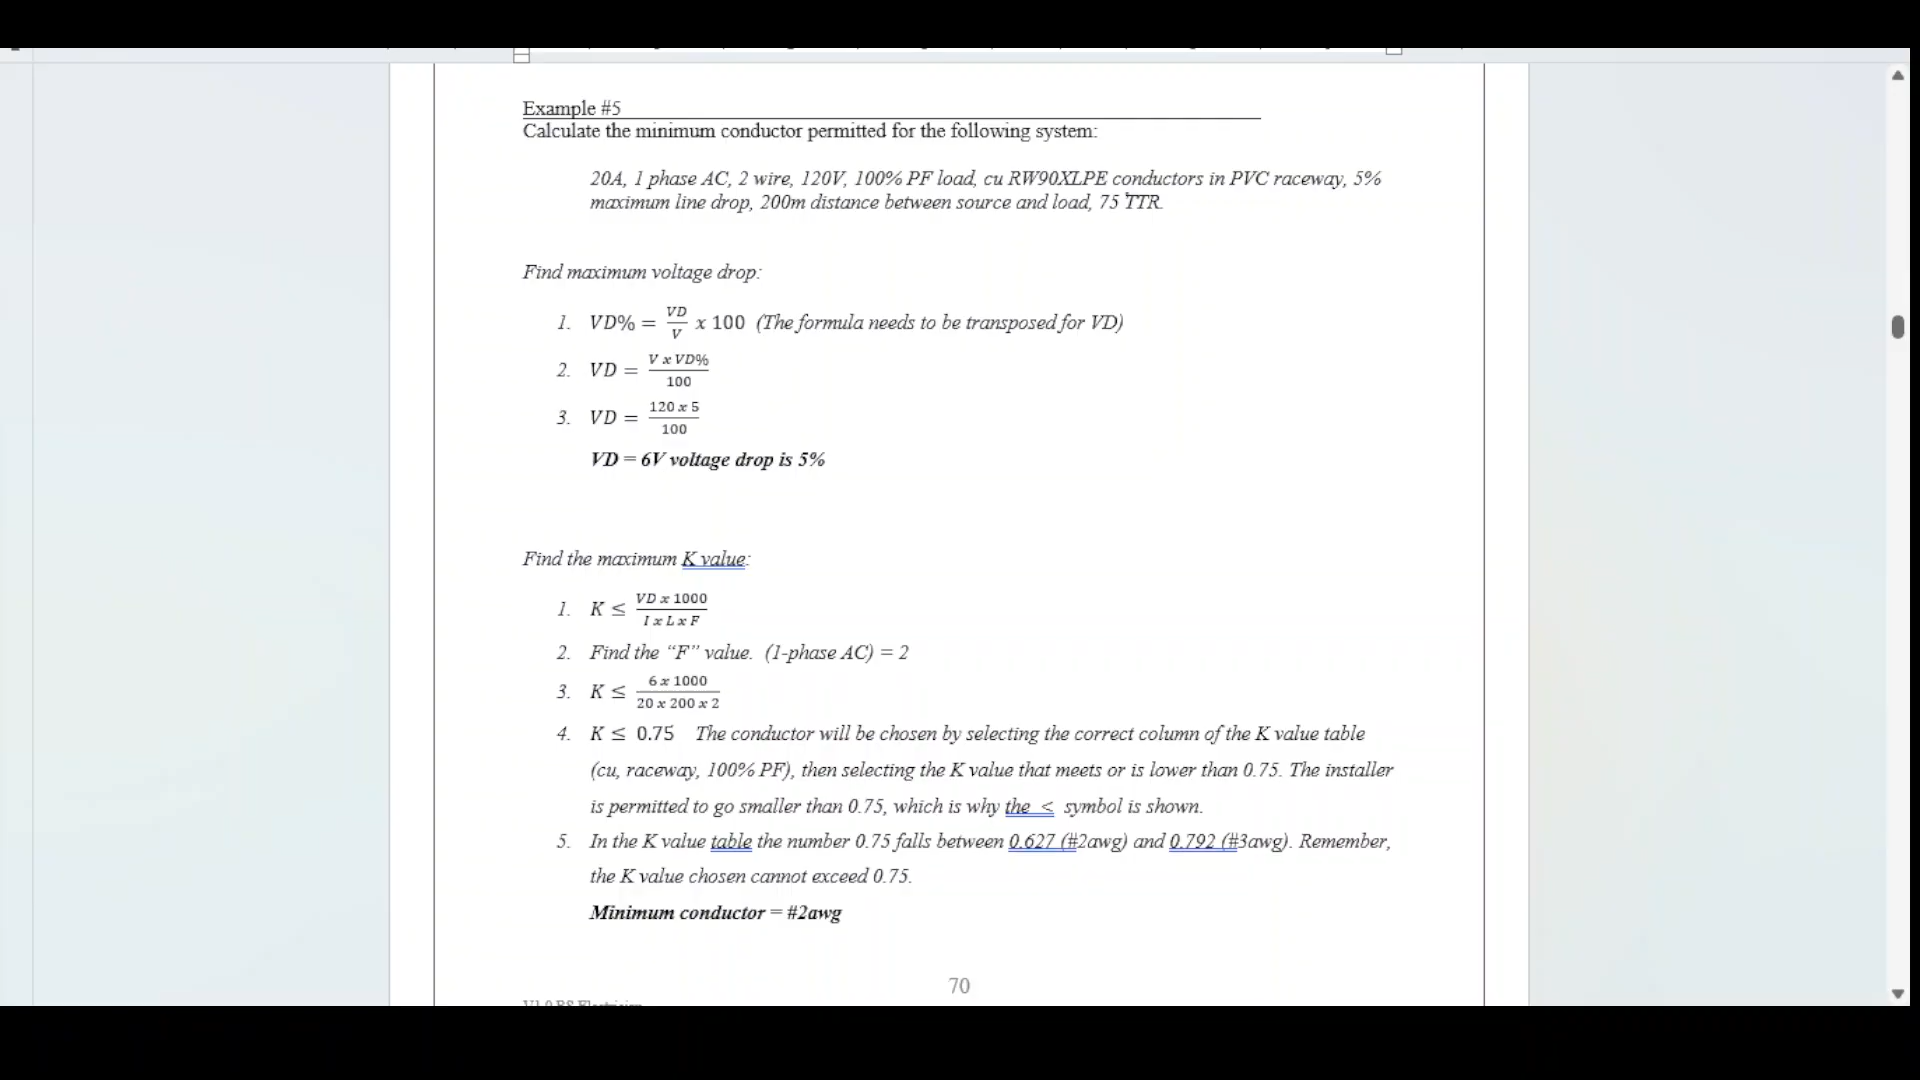 Example #5
Calculate the minimum conductor permitted for the following system:
20A, 1 phase AC, 2 wire, 120V, 100% PF load, cu RW90XLPE conductors in PVC raceway, 5%
maximum line drop, 200m distance between source and load, 75 TTR.
Find maximum voltage drop:
1. VD% = VD/V x 100 (The formula needs to be transposed for VD)
2. VD = V x VD%/100
3. VD = 120 x 5/100
VD = 6V voltage drop is 5%
Find the maximum K value:
1. K ≤ VD x 1000/I x L x F
2. Find the “F” value. (1-phase AC) = 2
3. K ≤ 6 x 1000/20 x 200 x 2
4. K ≤ 0.75 The conductor will be chosen by selecting the correct column of the K value table
(cu, raceway, 100% PF), then selecting the K value that meets or is lower than 0.75. The installer
is permitted to go smaller than 0.75, which is why the ≤ symbol is shown.
5. In the K value table the number 0.75 falls between 0.627 (#2awg) and 0.792 (#3awg). Remember,
the K value chosen cannot exceed 0.75.
Minimum conductor = #2awg
70